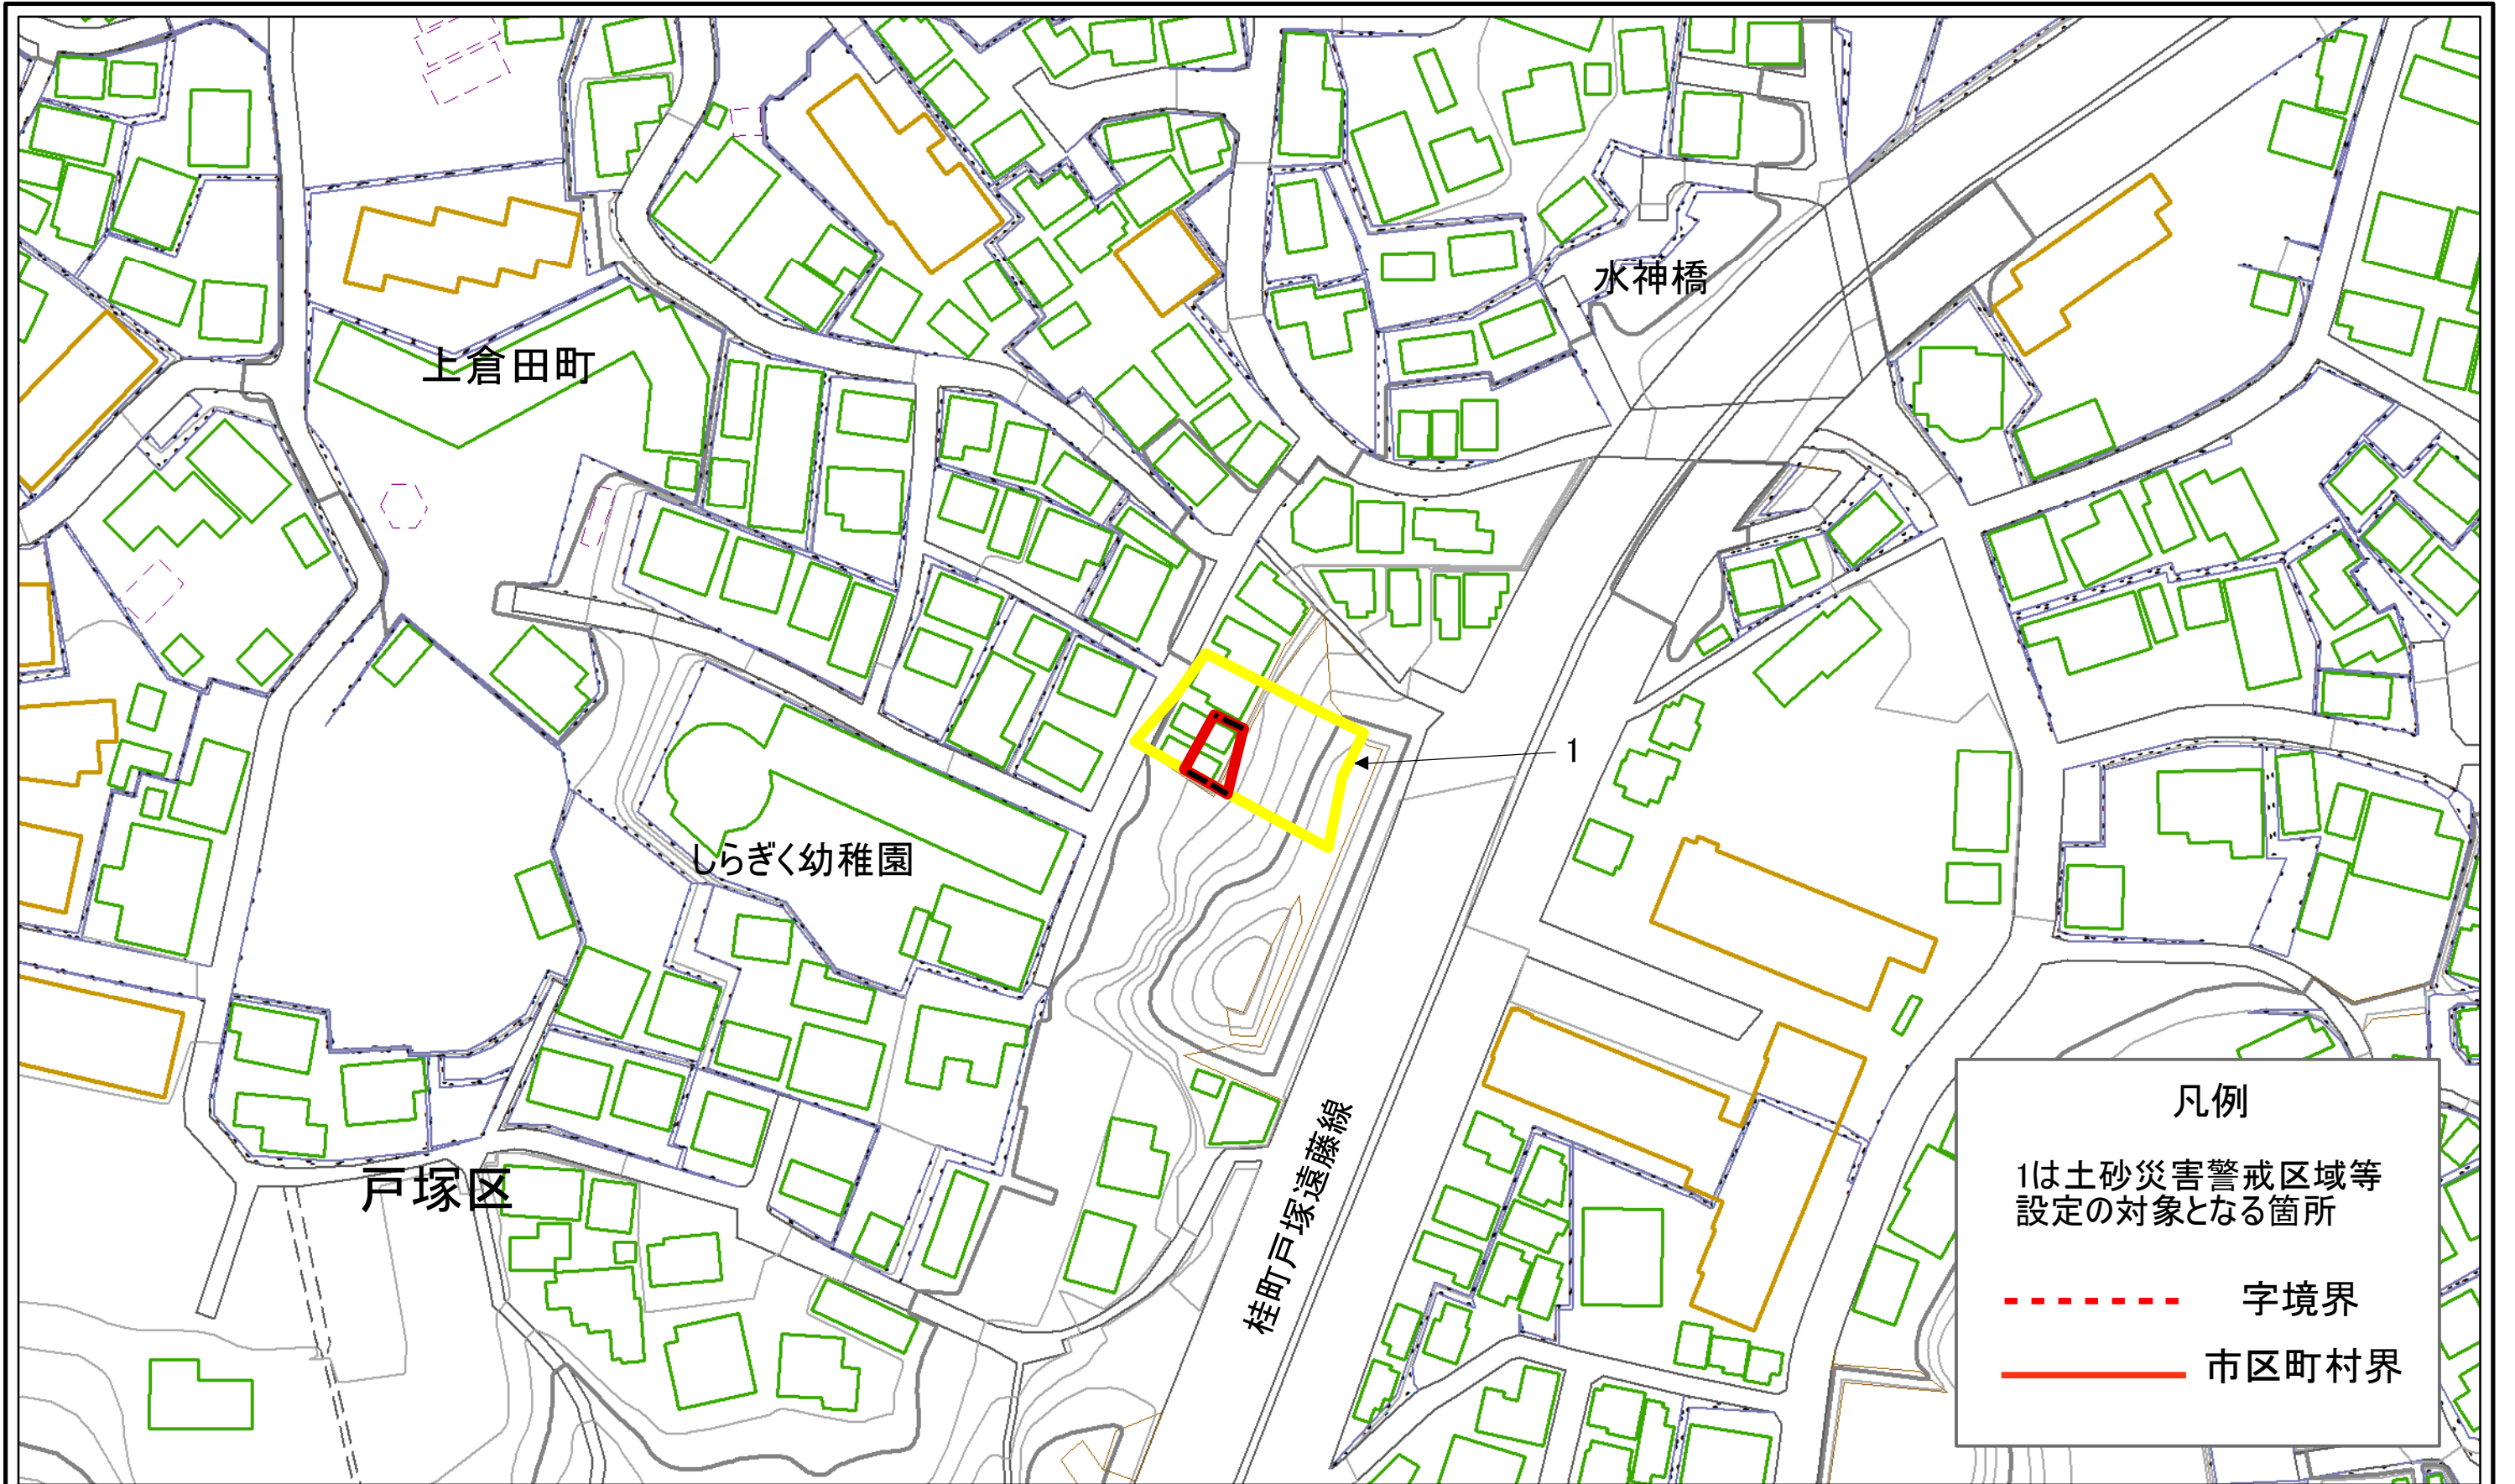 水神橋
上倉田町
1
しらぎく幼稚園
戸塚区
桂町戸塚遠藤線
凡例
1は土砂災害警戒区域等
設定の対象となる箇所
字境界
市区町村界